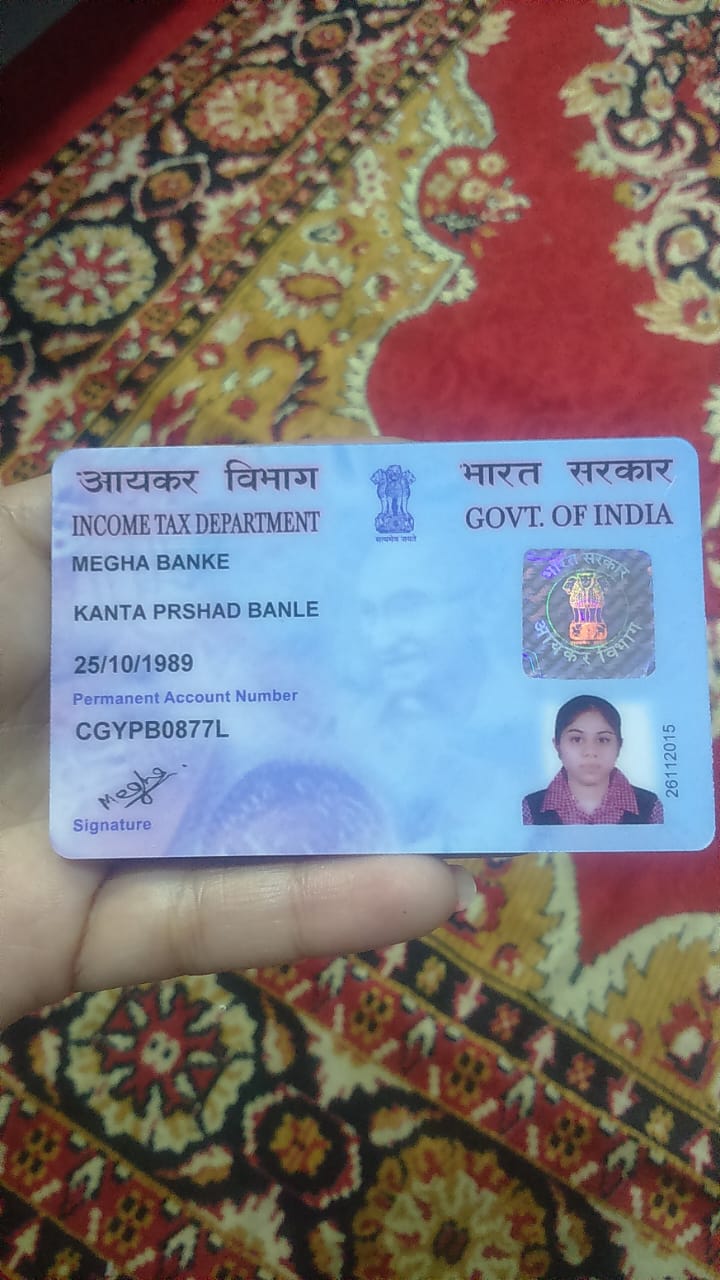 आयकर विभाग
INCOME TAX DEPARTMENT
भारत सरकार
GOVT. OF INDIA
सत्यमेव जयते
MEGHA BANKE
KANTA PRSHAD BANLE
25/10/1989
Permanent Account Number
CGYPB0877L
Megha
Signature
भारत सरकार
आयकर विभाग
26112015